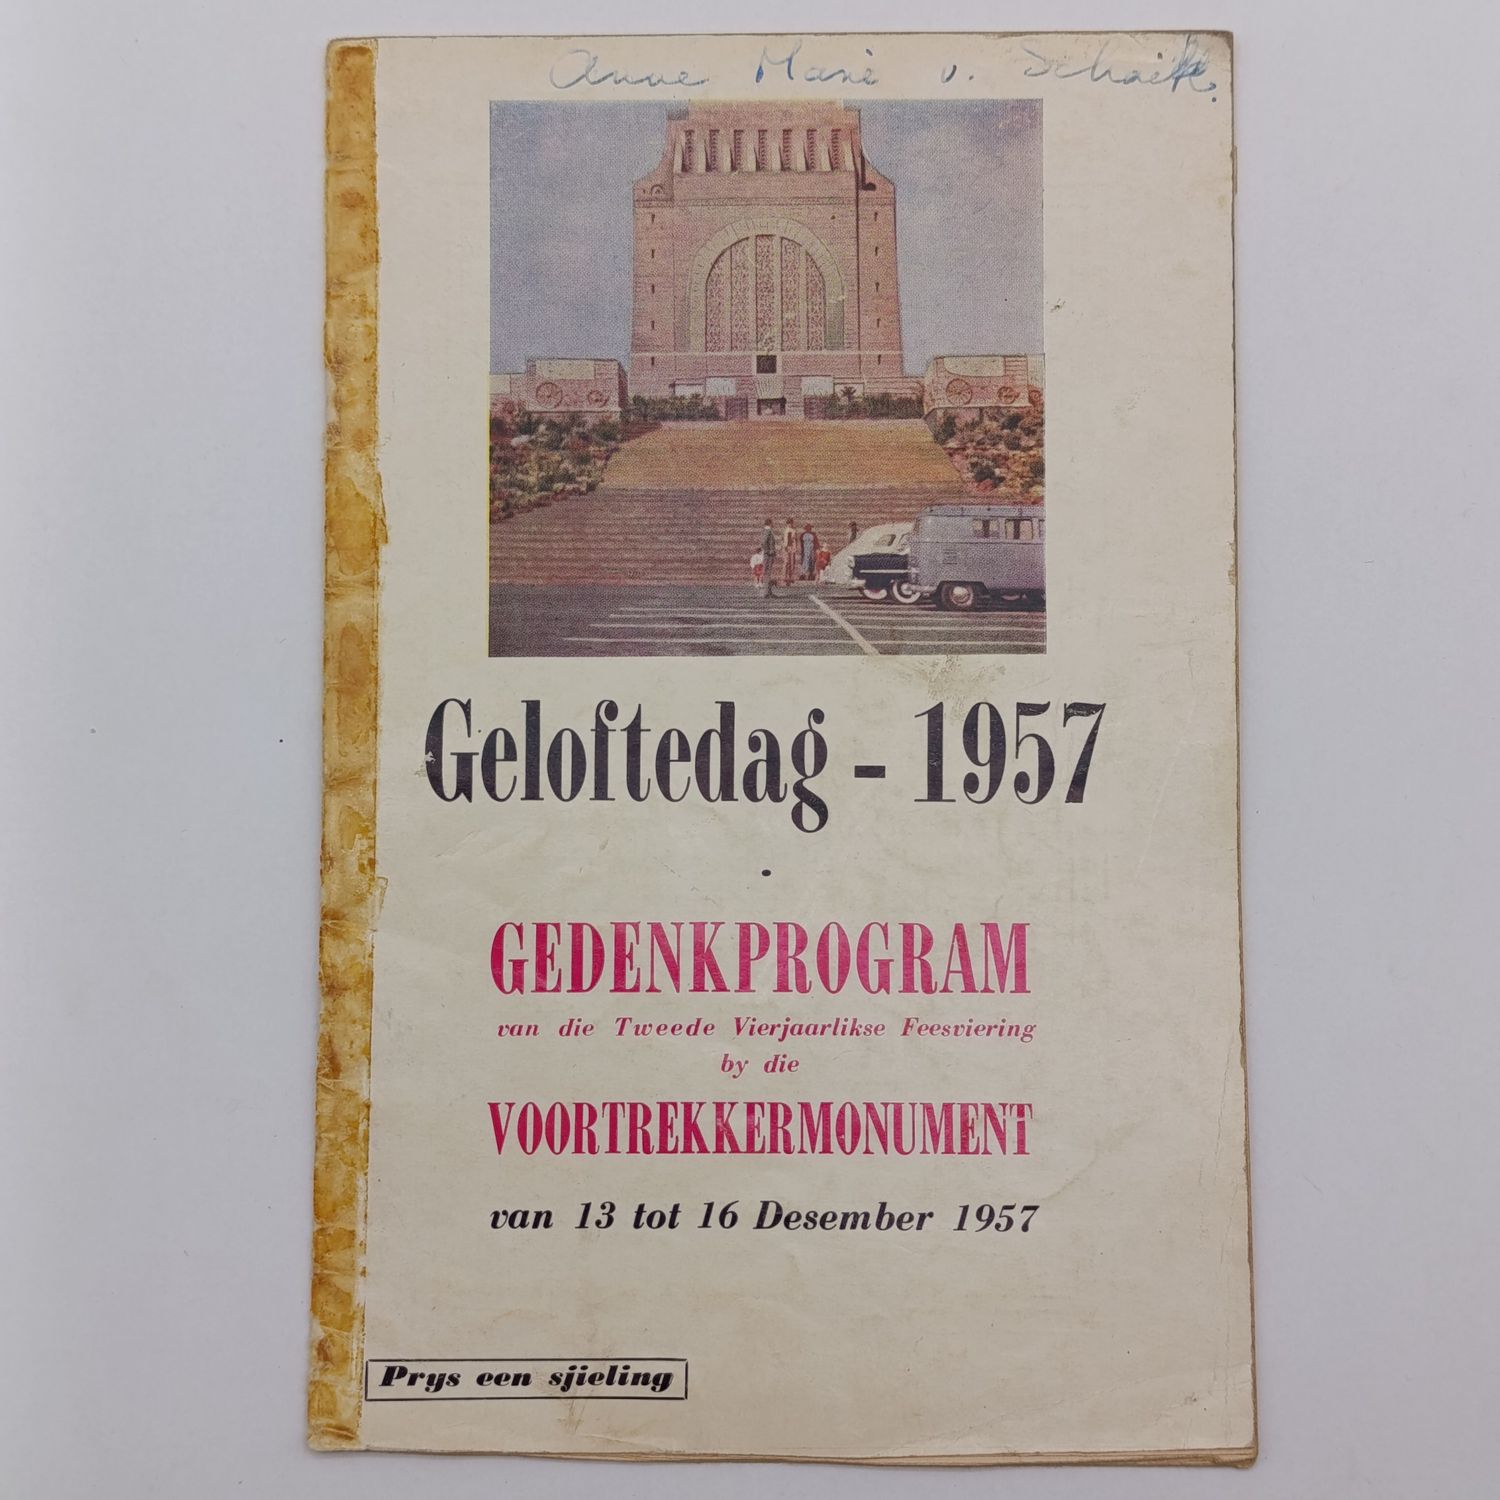 Anne Marié v. Schaik.
Geloftedag - 1957
GEDENKPROGRAM
van die Tweede Vierjaarlikse Feesviering
by die
VOORTREKKERMONUMENT
van 13 tot 16 Desember 1957
Prys een sjieling